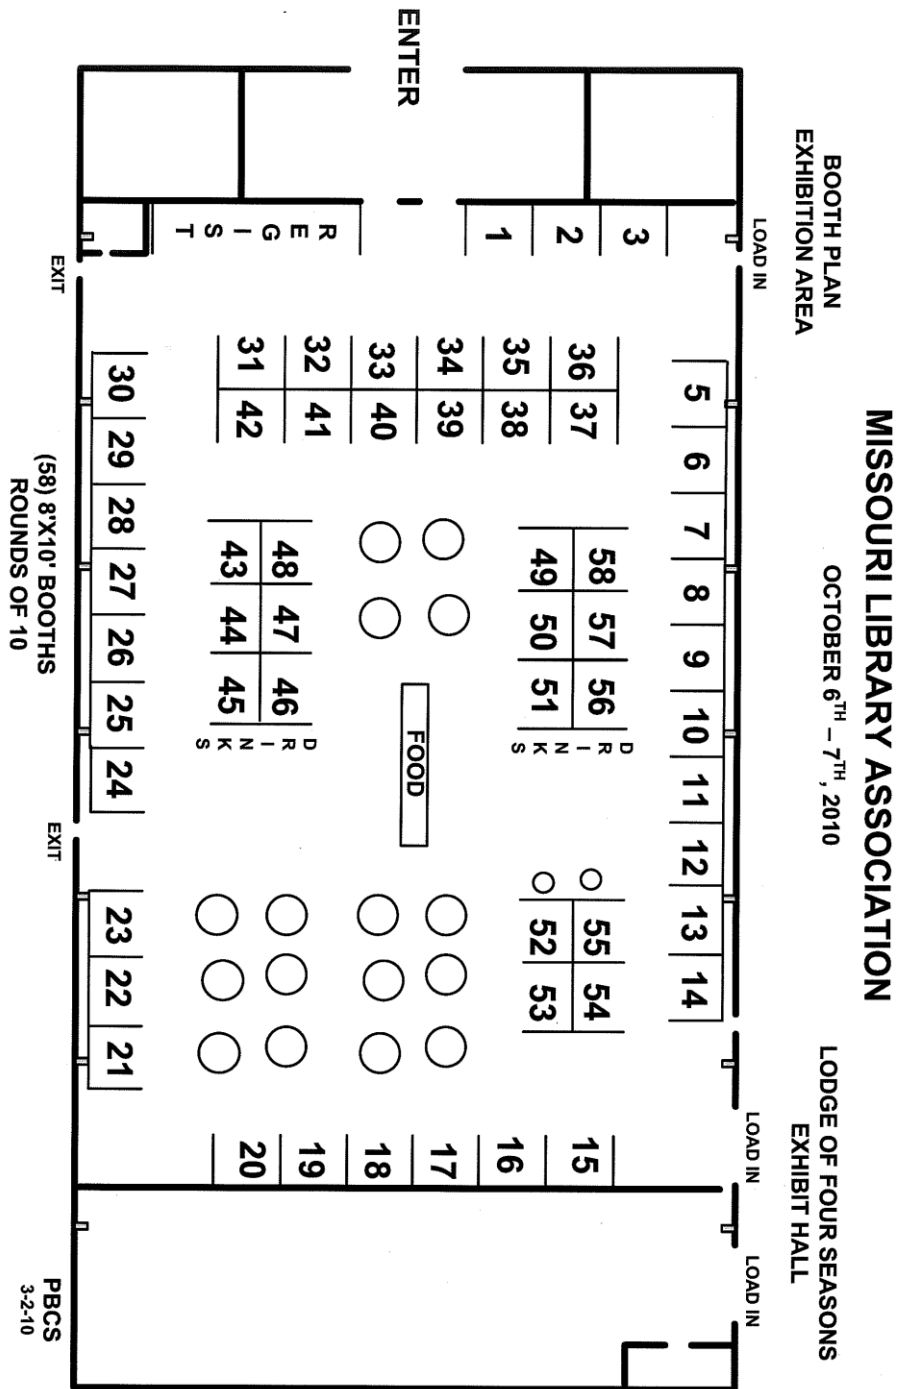 MISSOURI LIBRARY ASSOCIATION
OCTOBER 6TH – 7TH, 2010
BOOTH PLAN
EXHIBITION AREA
LODGE OF FOUR SEASONS
EXHIBIT HALL
LOAD IN
LOAD IN
LOAD IN
5 6 7 8 9 10 11 12 13 14
3
2
1
36 37
35 38
34 39
33 40
32 41
31 42
58 57 56
49 50 51
DRINKS
55 54
52 53
48 47 46
43 44 45
DRINKS
FOOD
15
16
17
18
19
20
ENTER
REGIST
30 29 28 27 26 25 24
23 22 21
EXIT
EXIT
(58) 8'X10' BOOTHS
ROUNDS OF 10
PBCS
3-2-10